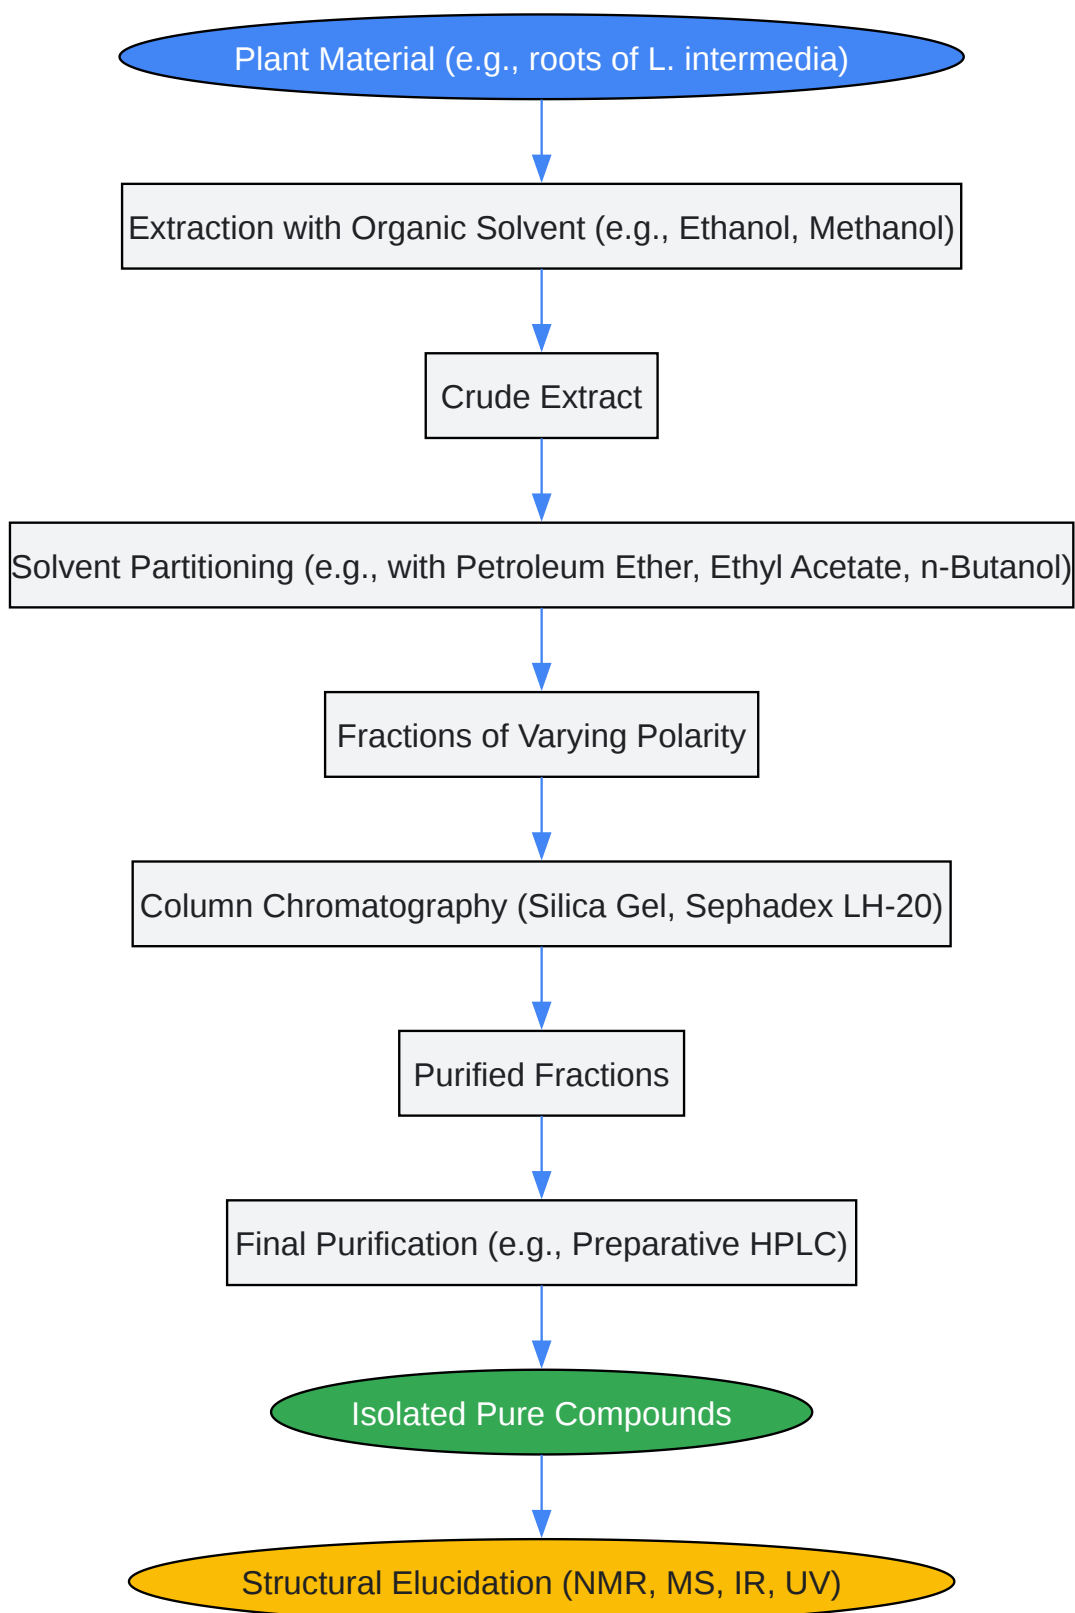 Plant Material (e.g., roots of L. intermedia)
Extraction with Organic Solvent (e.g., Ethanol, Methanol)
Crude Extract
Solvent Partitioning (e.g., with Petroleum Ether, Ethyl Acetate, n-Butanol)
Fractions of Varying Polarity
Column Chromatography (Silica Gel, Sephadex LH-20)
Purified Fractions
Final Purification (e.g., Preparative HPLC)
Isolated Pure Compounds
Structural Elucidation (NMR, MS, IR, UV)